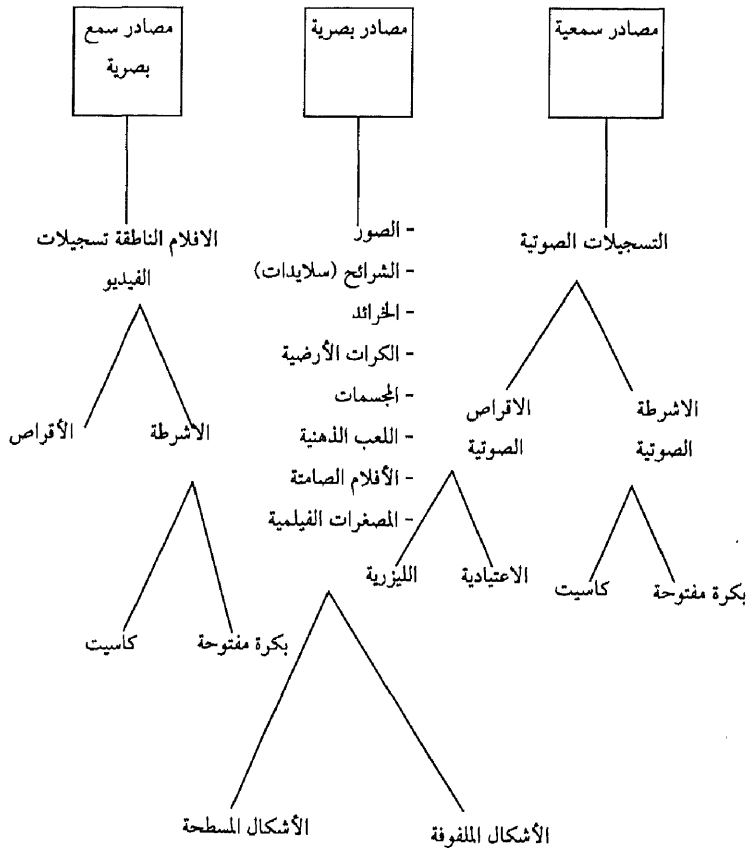 مصادر سمعية
مصادر بصرية
مصادر سمع
بصرية
التسجيلات الصوتية
الاشرطة
الصوتية
الاقراص
الصوتية
بكرة مفتوحة
كاسيت
الاعتيادية
الليزرية
- الصور
- الشرائح (سلايدات)
- الخرائد
- الكرات الأرضية
- المجسمات
- اللعب الذهنية
- الأفلام الصامتة
- المصغرات الفيلمية
الأشكال الملفوفة
الأشكال المسطحة
الافلام الناطقة تسجيلات
الفيديو
الاشرطة
الأقراص
بكرة مفتوحة
كاسيت